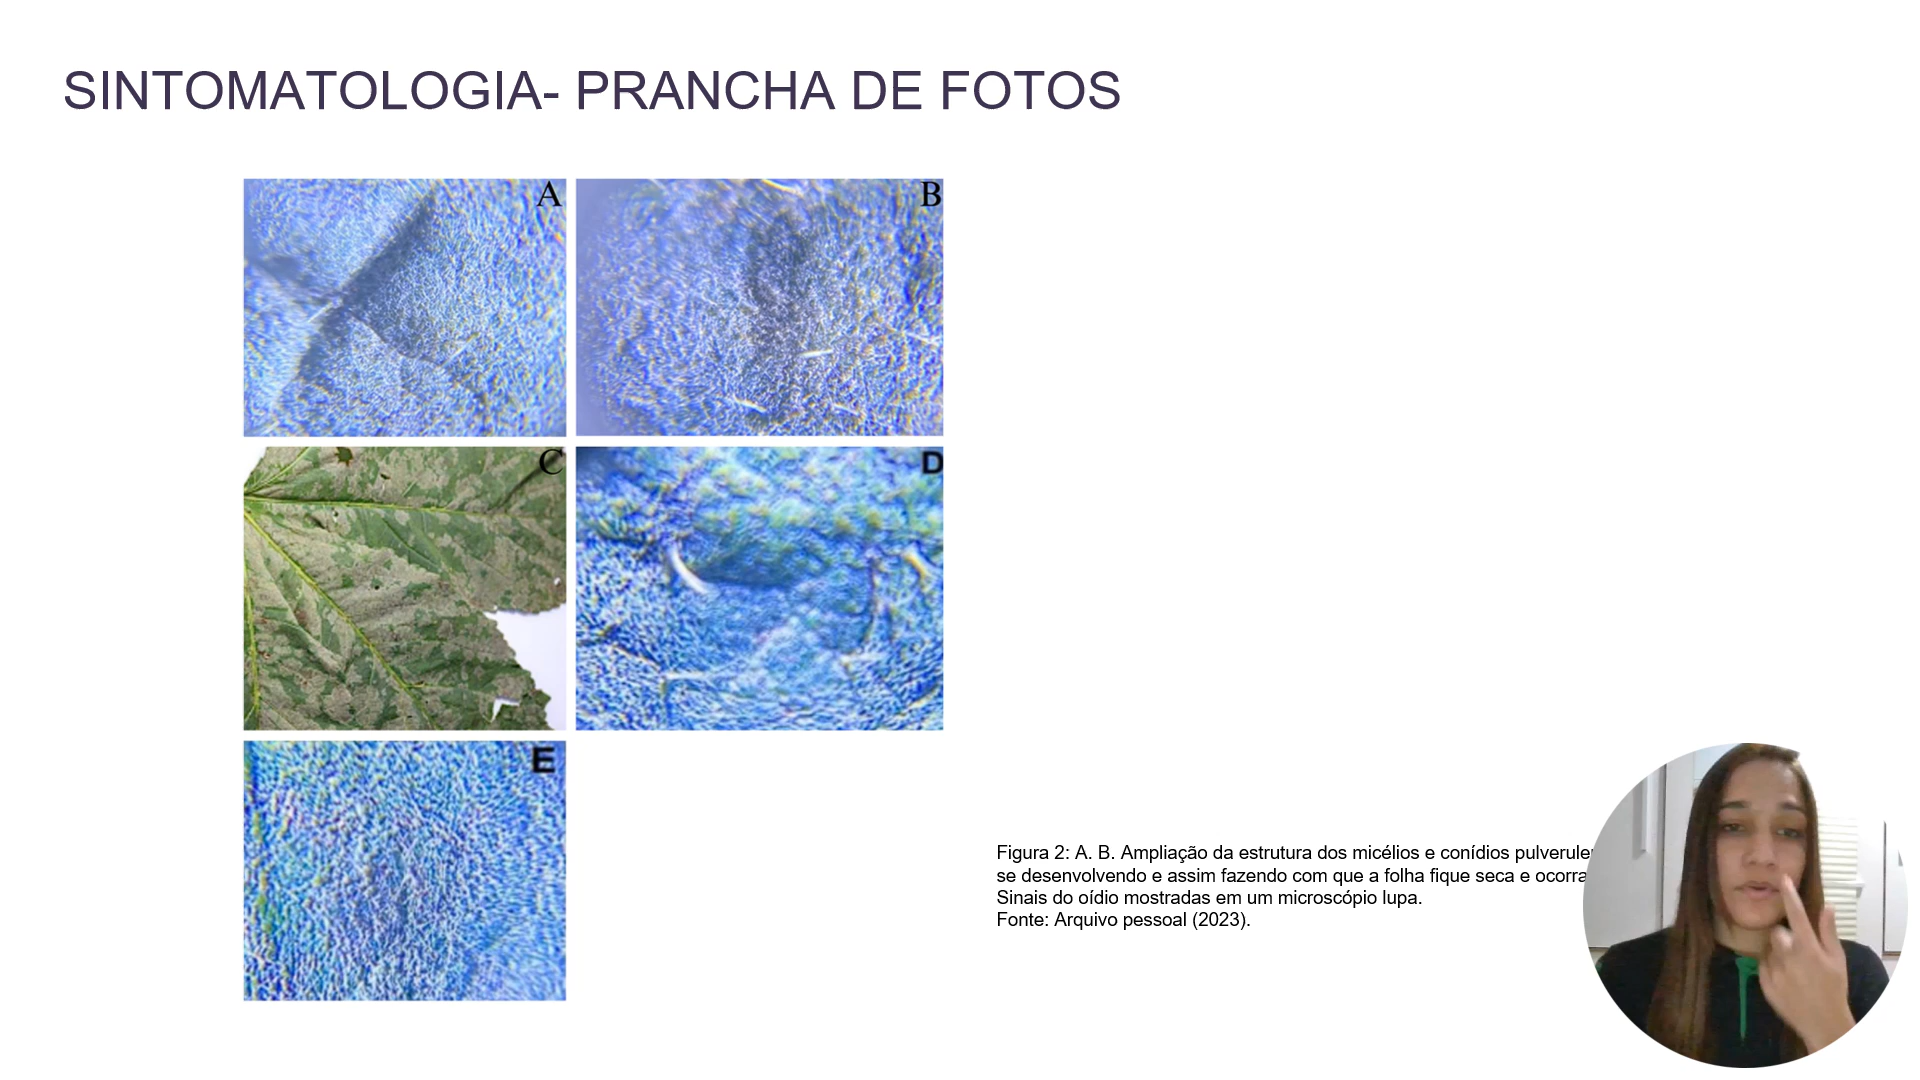 SINTOMATOLOGIA- PRANCHA DE FOTOS
A
B
C
D
E
Figura 2: A. B. Ampliação da estrutura dos micélios e conídios
se desenvolvendo e assim fazendo com que a folha fique seca e ocorra
Sinais do oídio mostradas em um microscópio lupa.
Fonte: Arquivo pessoal (2023).